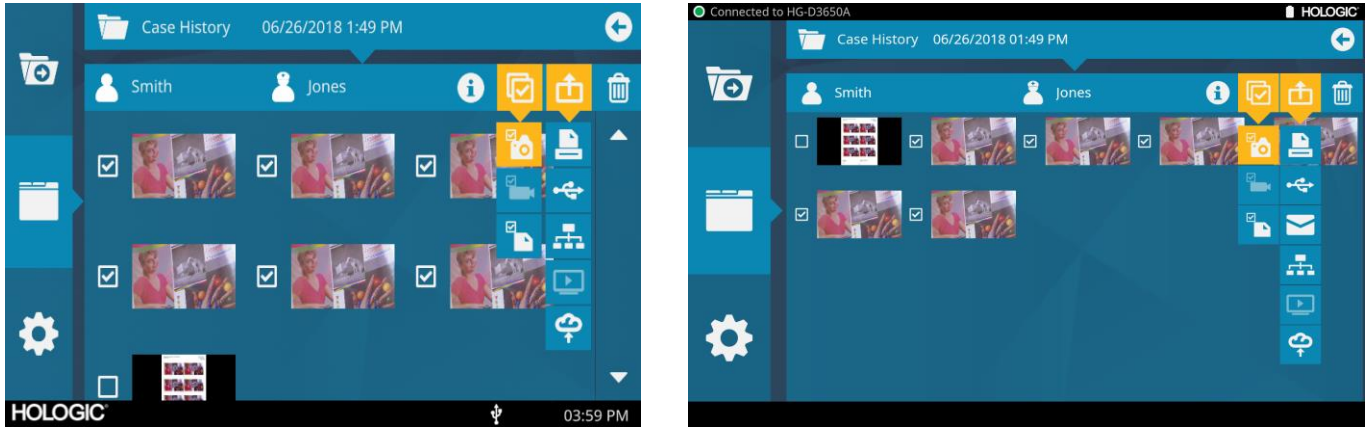 Case History 06/26/2018 1:49 PM
Smith Jones
HOLOGIC 03:59 PM
Connected to HG-D3650A HOLOGIC
Case History 06/26/2018 01:49 PM
Smith Jones